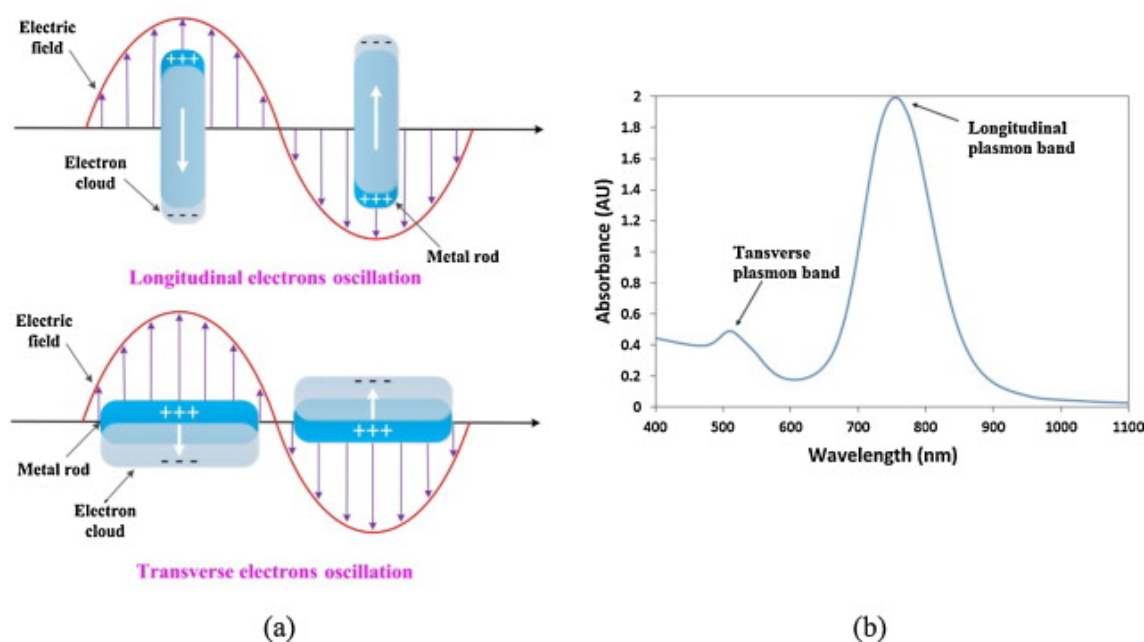 Electric
field
+++
- - -
Electron
cloud
- - -
+++
Metal rod
Longitudinal electrons oscillation
Electric
field
+++
- - -
Metal rod
Electron
cloud
- - -
+++
Transverse electrons oscillation
(a)
Absorbance (AU)
2
1.8
1.6
1.4
1.2
1
0.8
0.6
0.4
0.2
0
Longitudinal
plasmon band
Tansverse
plasmon band
400 500 600 700 800 900 1000 1100
Wavelength (nm)
(b)